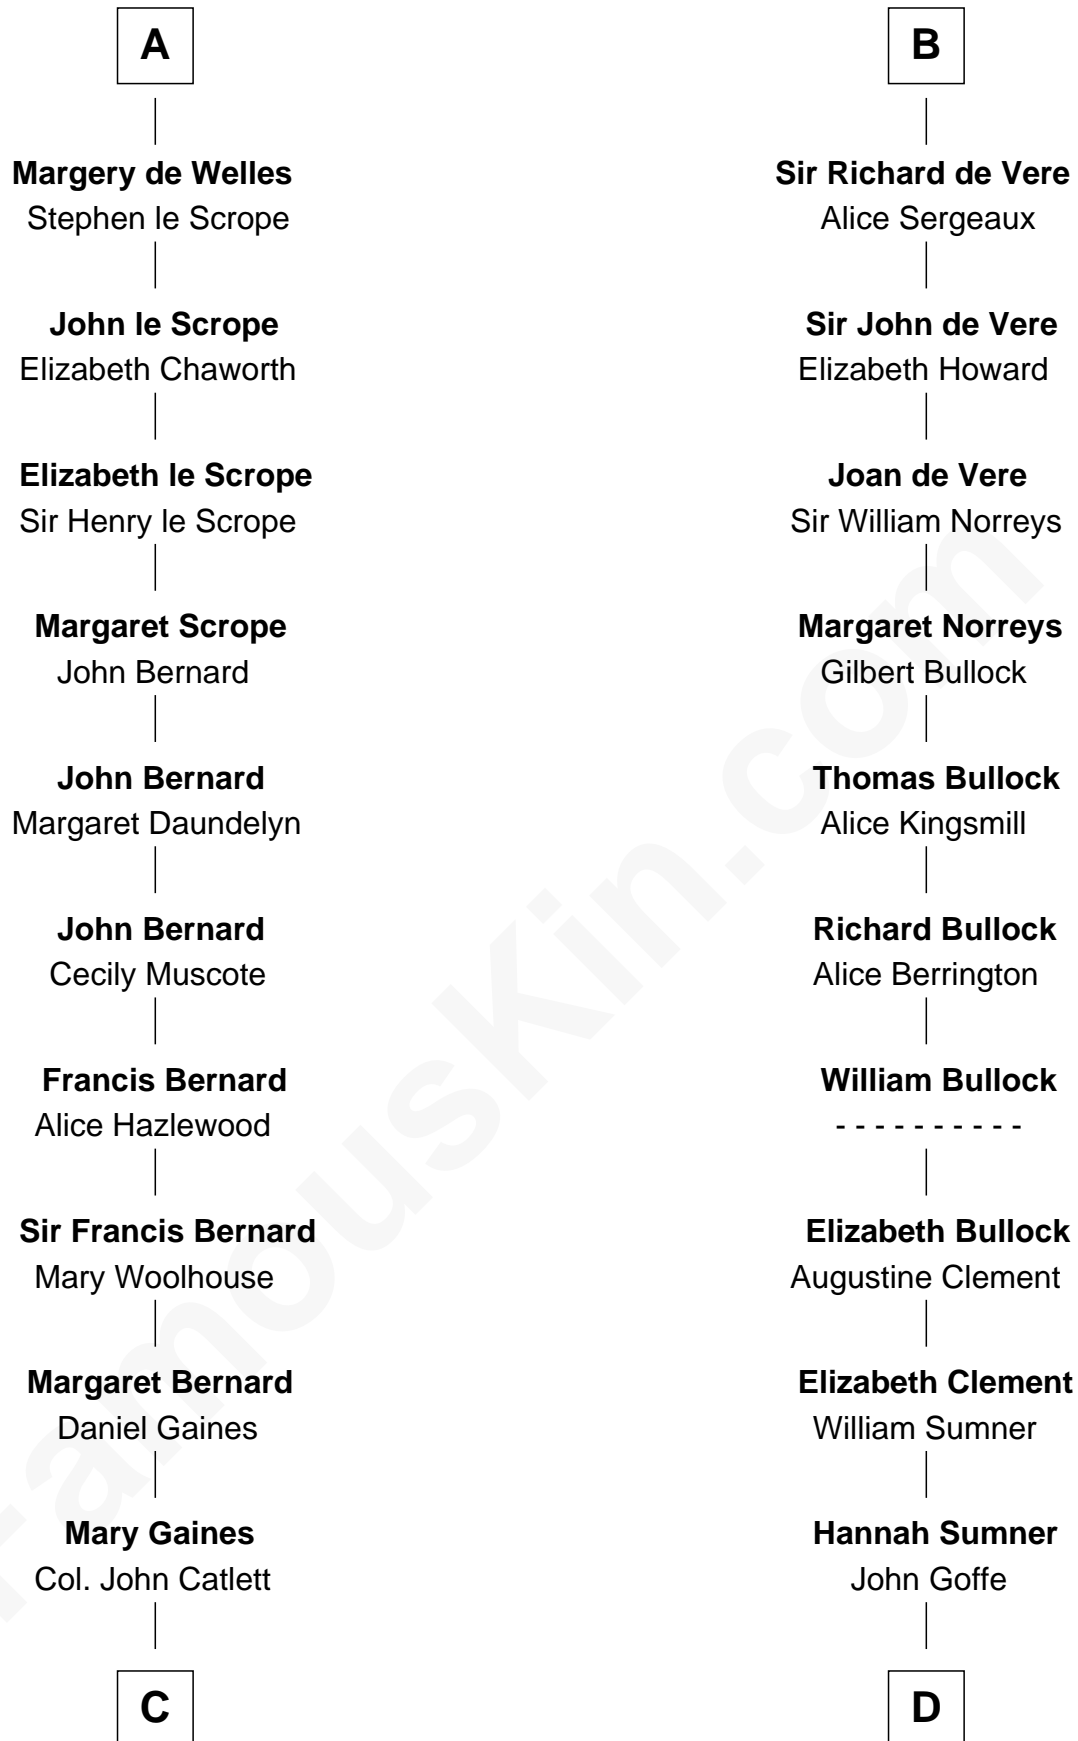 A
Margery de Welles
Stephen le Scrope
John le Scrope
Elizabeth Chaworth
Elizabeth le Scrope
Sir Henry le Scrope
Margaret Scrope
John Bernard
John Bernard
Margaret Daundelyn
John Bernard
Cecily Muscote
Francis Bernard
Alice Hazlewood
Sir Francis Bernard
Mary Woolhouse
Margaret Bernard
Daniel Gaines
Mary Gaines
Col. John Catlett
C
B
Sir Richard de Vere
Alice Sergeaux
Sir John de Vere
Elizabeth Howard
Joan de Vere
Sir William Norreys
Margaret Norreys
Gilbert Bullock
Thomas Bullock
Alice Kingsmill
Richard Bullock
Alice Berrington
William Bullock
- - - - - - - - - -
Elizabeth Bullock
Augustine Clement
Elizabeth Clement
William Sumner
Hannah Sumner
John Goffe
D
FamousKin.com